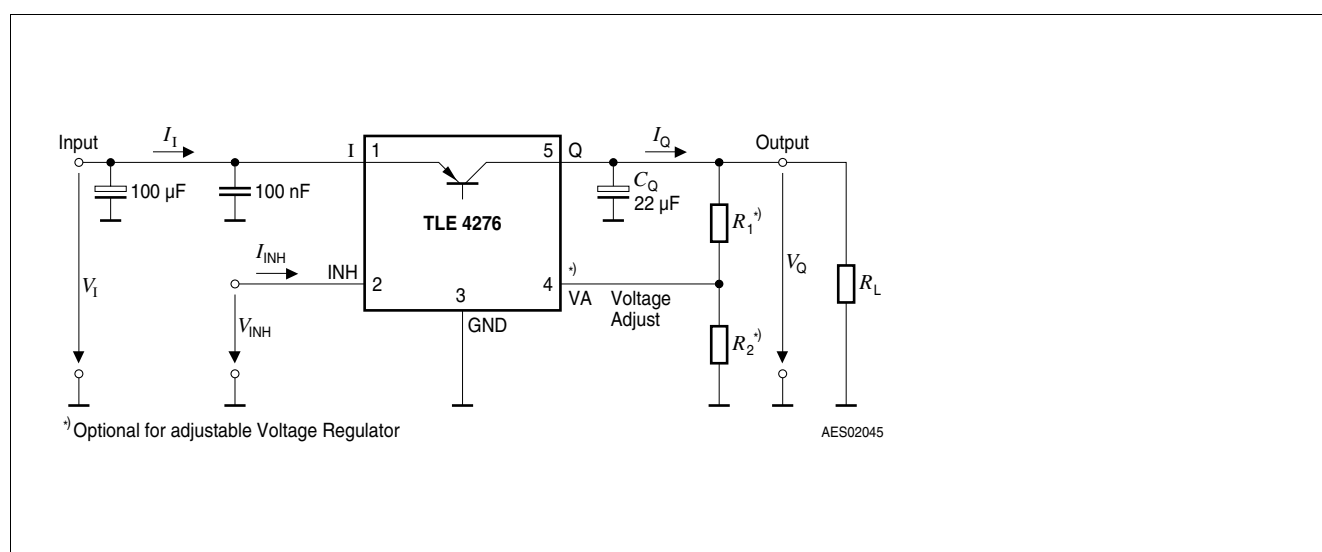 Input
I_I
I
1
5
Q
I_Q
Output
100 µF
100 nF
C_Q
22 µF
TLE 4276
R_1 *)
I_INH
INH
2
3
4
*)
VA
Voltage
Adjust
V_I
V_INH
GND
R_2 *)
V_Q
R_L
*) Optional for adjustable Voltage Regulator
AES02045